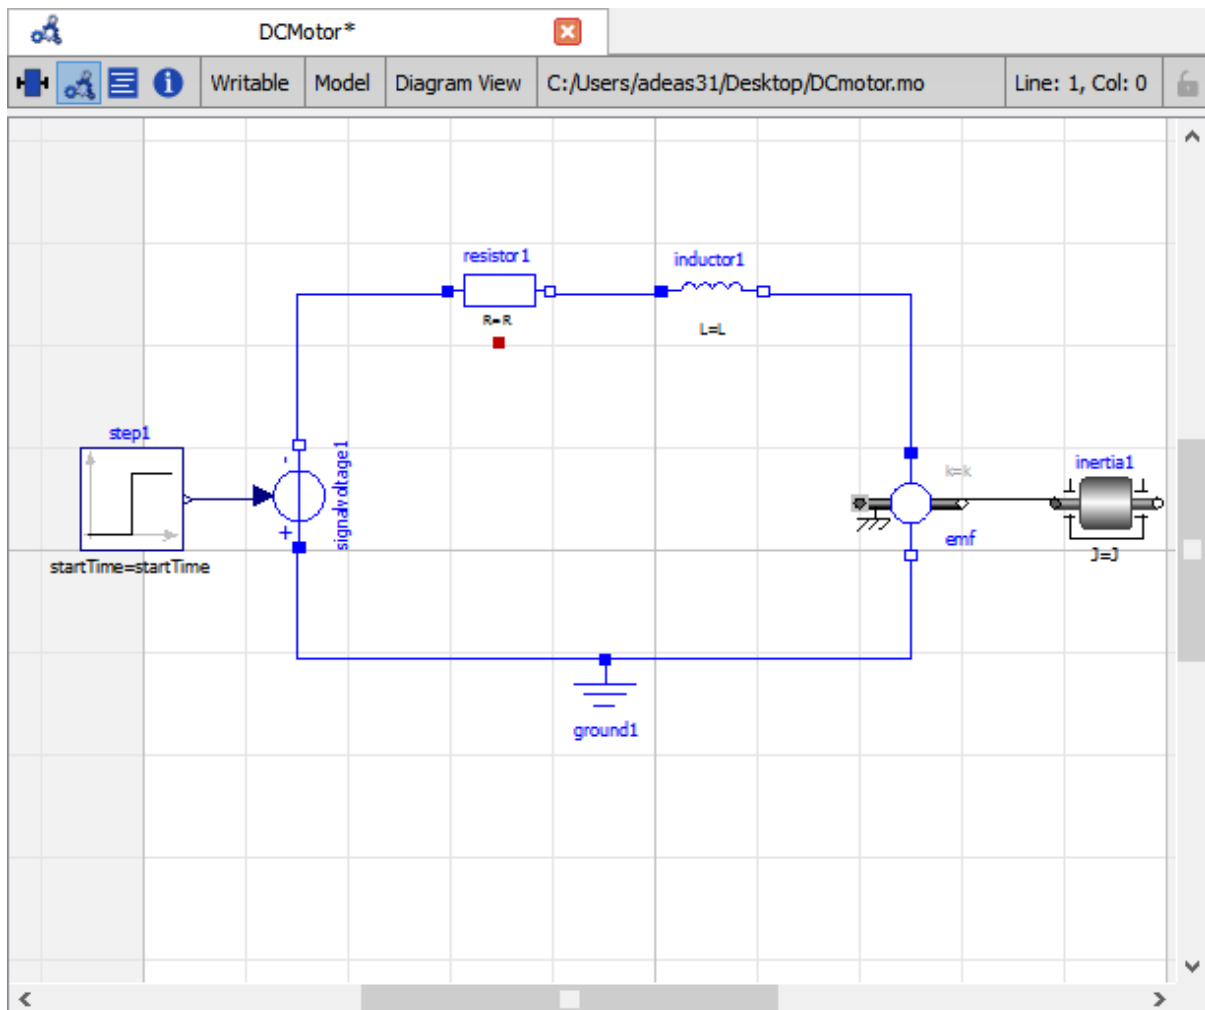 DCMotor*
Writable
Model
Diagram View
C:/Users/adeas31/Desktop/DCmotor.mo
Line: 1, Col: 0
resistor1
R=R
inductor1
L=L
step1
startTime=startTime
-
+
signalvoltage1
k=k
emf
inertia1
J=J
ground1